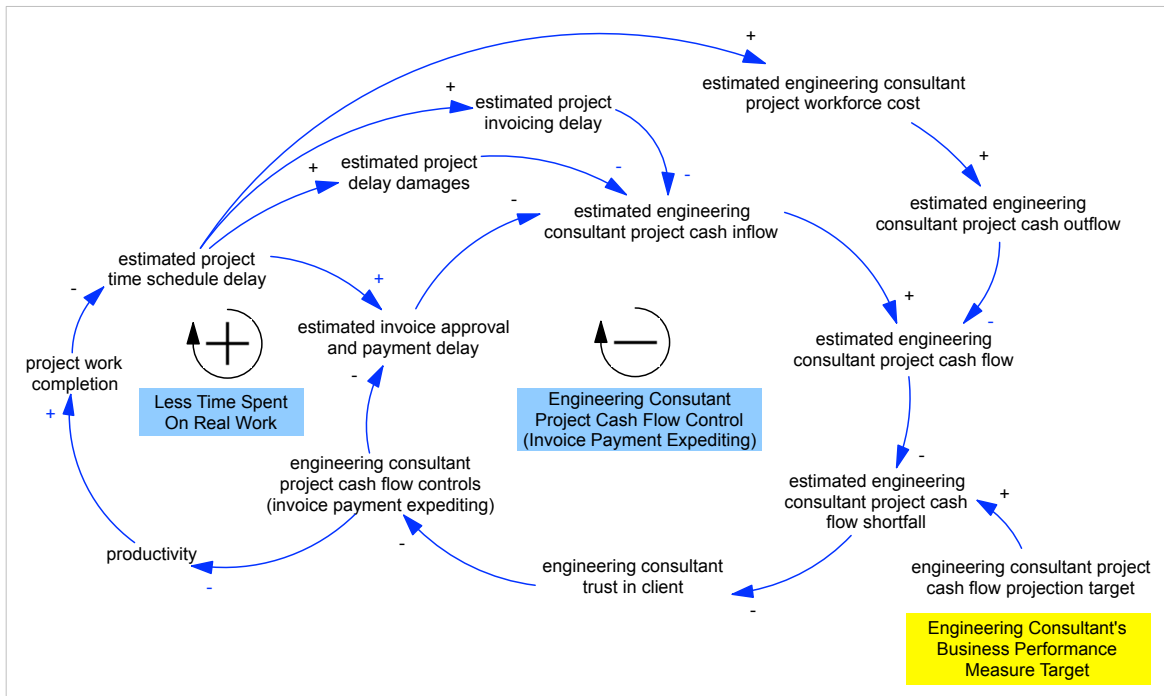 +
estimated engineering consultant
project workforce cost
+
estimated project
invoicing delay
+
estimated project
delay damages
+
-
-
-
estimated engineering
consultant project cash inflow
estimated engineering
consultant project cash outflow
estimated project
time schedule delay
-
+
+
-
estimated invoice approval
and payment delay
estimated engineering
consultant project cash flow
project work
completion
+
-
Less Time Spent
On Real Work
Engineering Consutant
Project Cash Flow Control
(Invoice Payment Expediting)
engineering consultant
project cash flow controls
(invoice payment expediting)
-
estimated engineering
consultant project cash
flow shortfall
+
productivity
-
-
engineering consultant
trust in client
-
engineering consultant project
cash flow projection target
Engineering Consultant's
Business Performance
Measure Target